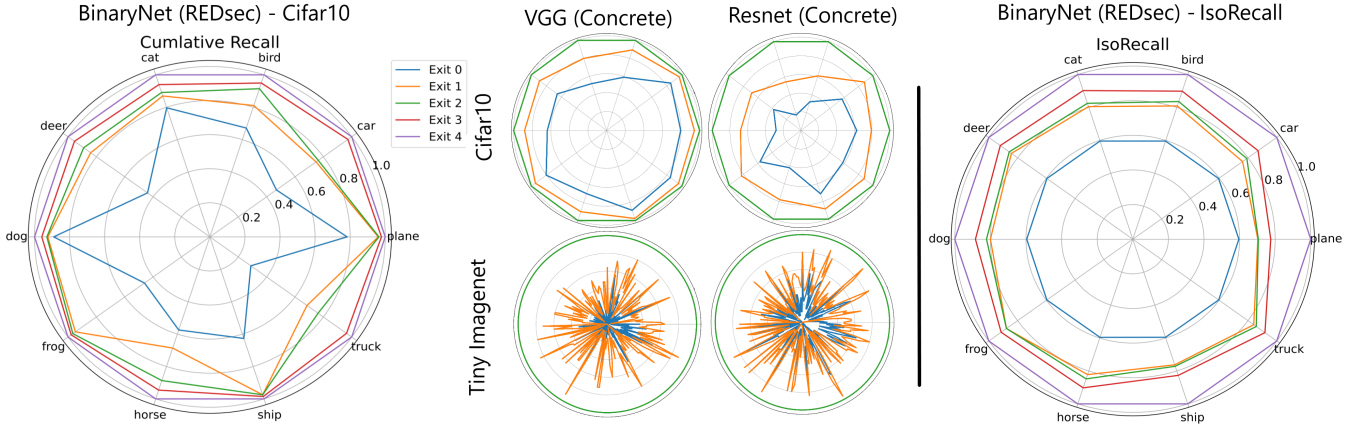 BinaryNet (REDsec) - Cifar10
Cumlative Recall
cat
bird
deer
car
dog
plane
frog
truck
horse
ship
0.2
0.4
0.6
0.8
1.0
Exit 0
Exit 1
Exit 2
Exit 3
Exit 4
VGG (Concrete)
Resnet (Concrete)
Cifar10
Tiny Imagenet
BinaryNet (REDsec) - IsoRecall
IsoRecall
cat
bird
deer
car
dog
plane
frog
truck
horse
ship
0.2
0.4
0.6
0.8
1.0